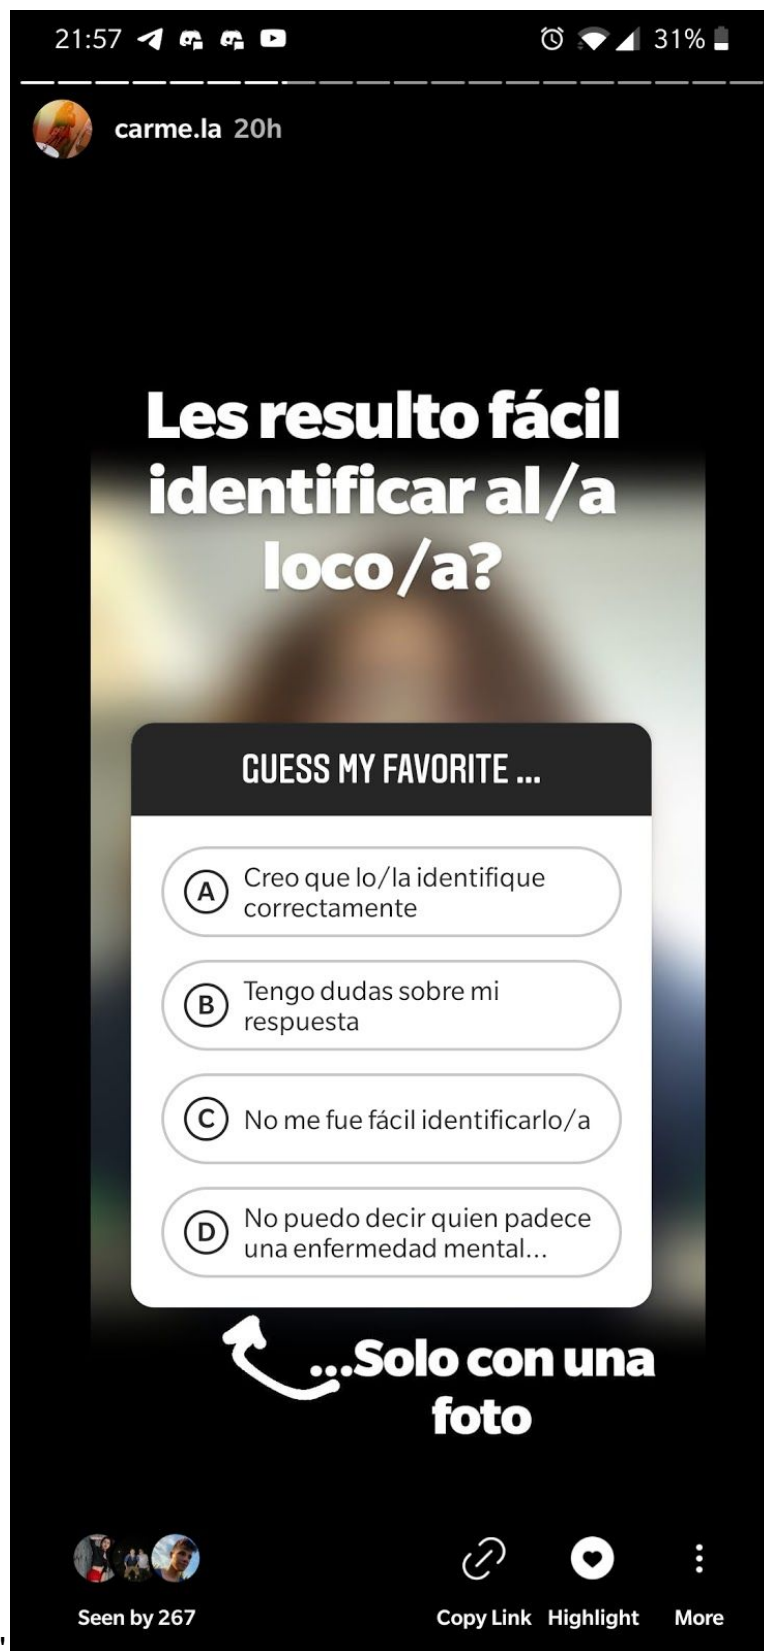 21:57
31%
carme.la 20h
Les resulto fácil
identificar al/a
loco/a?
GUESS MY FAVORITE ...
A Creo que lo/la identifique
correctamente
B Tengo dudas sobre mi
respuesta
C No me fue fácil identificarlo/a
D No puedo decir quien padece
una enfermedad mental...
...Solo con una
foto
Seen by 267
Copy Link
Highlight
More
'